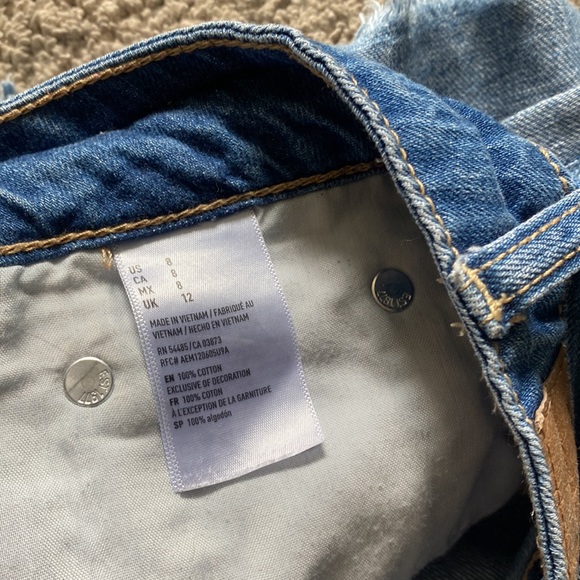 US 8
CA 8
MX 8
UK 12
MADE IN VIETNAM / FABRIQUÉ AU
VIETNAM / HECHO EN VIETNAM
RN 54485 / CA 03873
RFC# AEM120605U9A
EN 100% COTTON
EXCLUSIVE OF DECORATION
FR 100% COTON
À L'EXCEPTION DE LA GARNITURE
SP 100% algodón